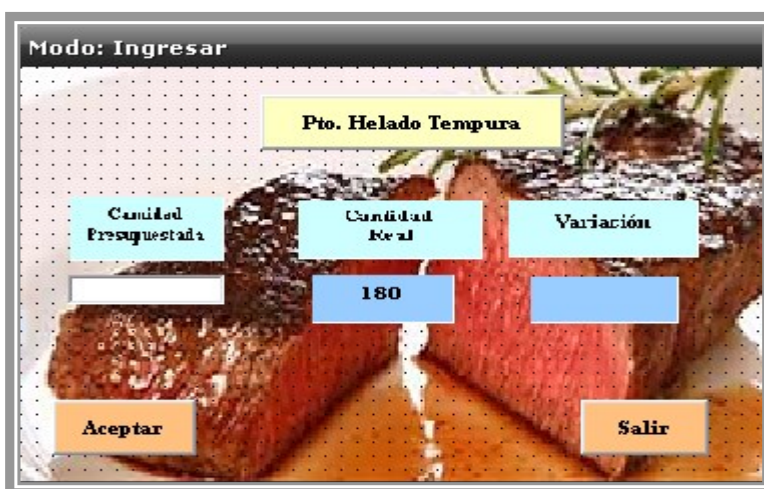 Modo: Ingresar
Pto. Helado Tempura
Cantidad
Presupuestada
Cantidad
Real
Variación
180
Aceptar
Salir